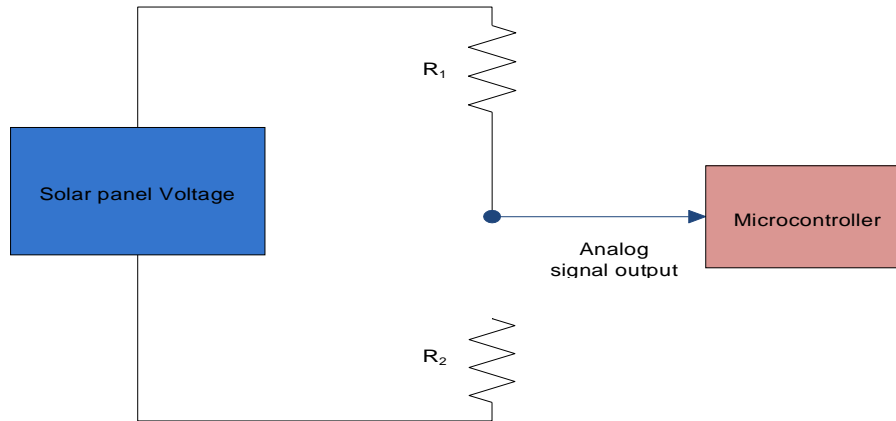 R₁
Solar panel Voltage
Microcontroller
Analog
signal output
R₂